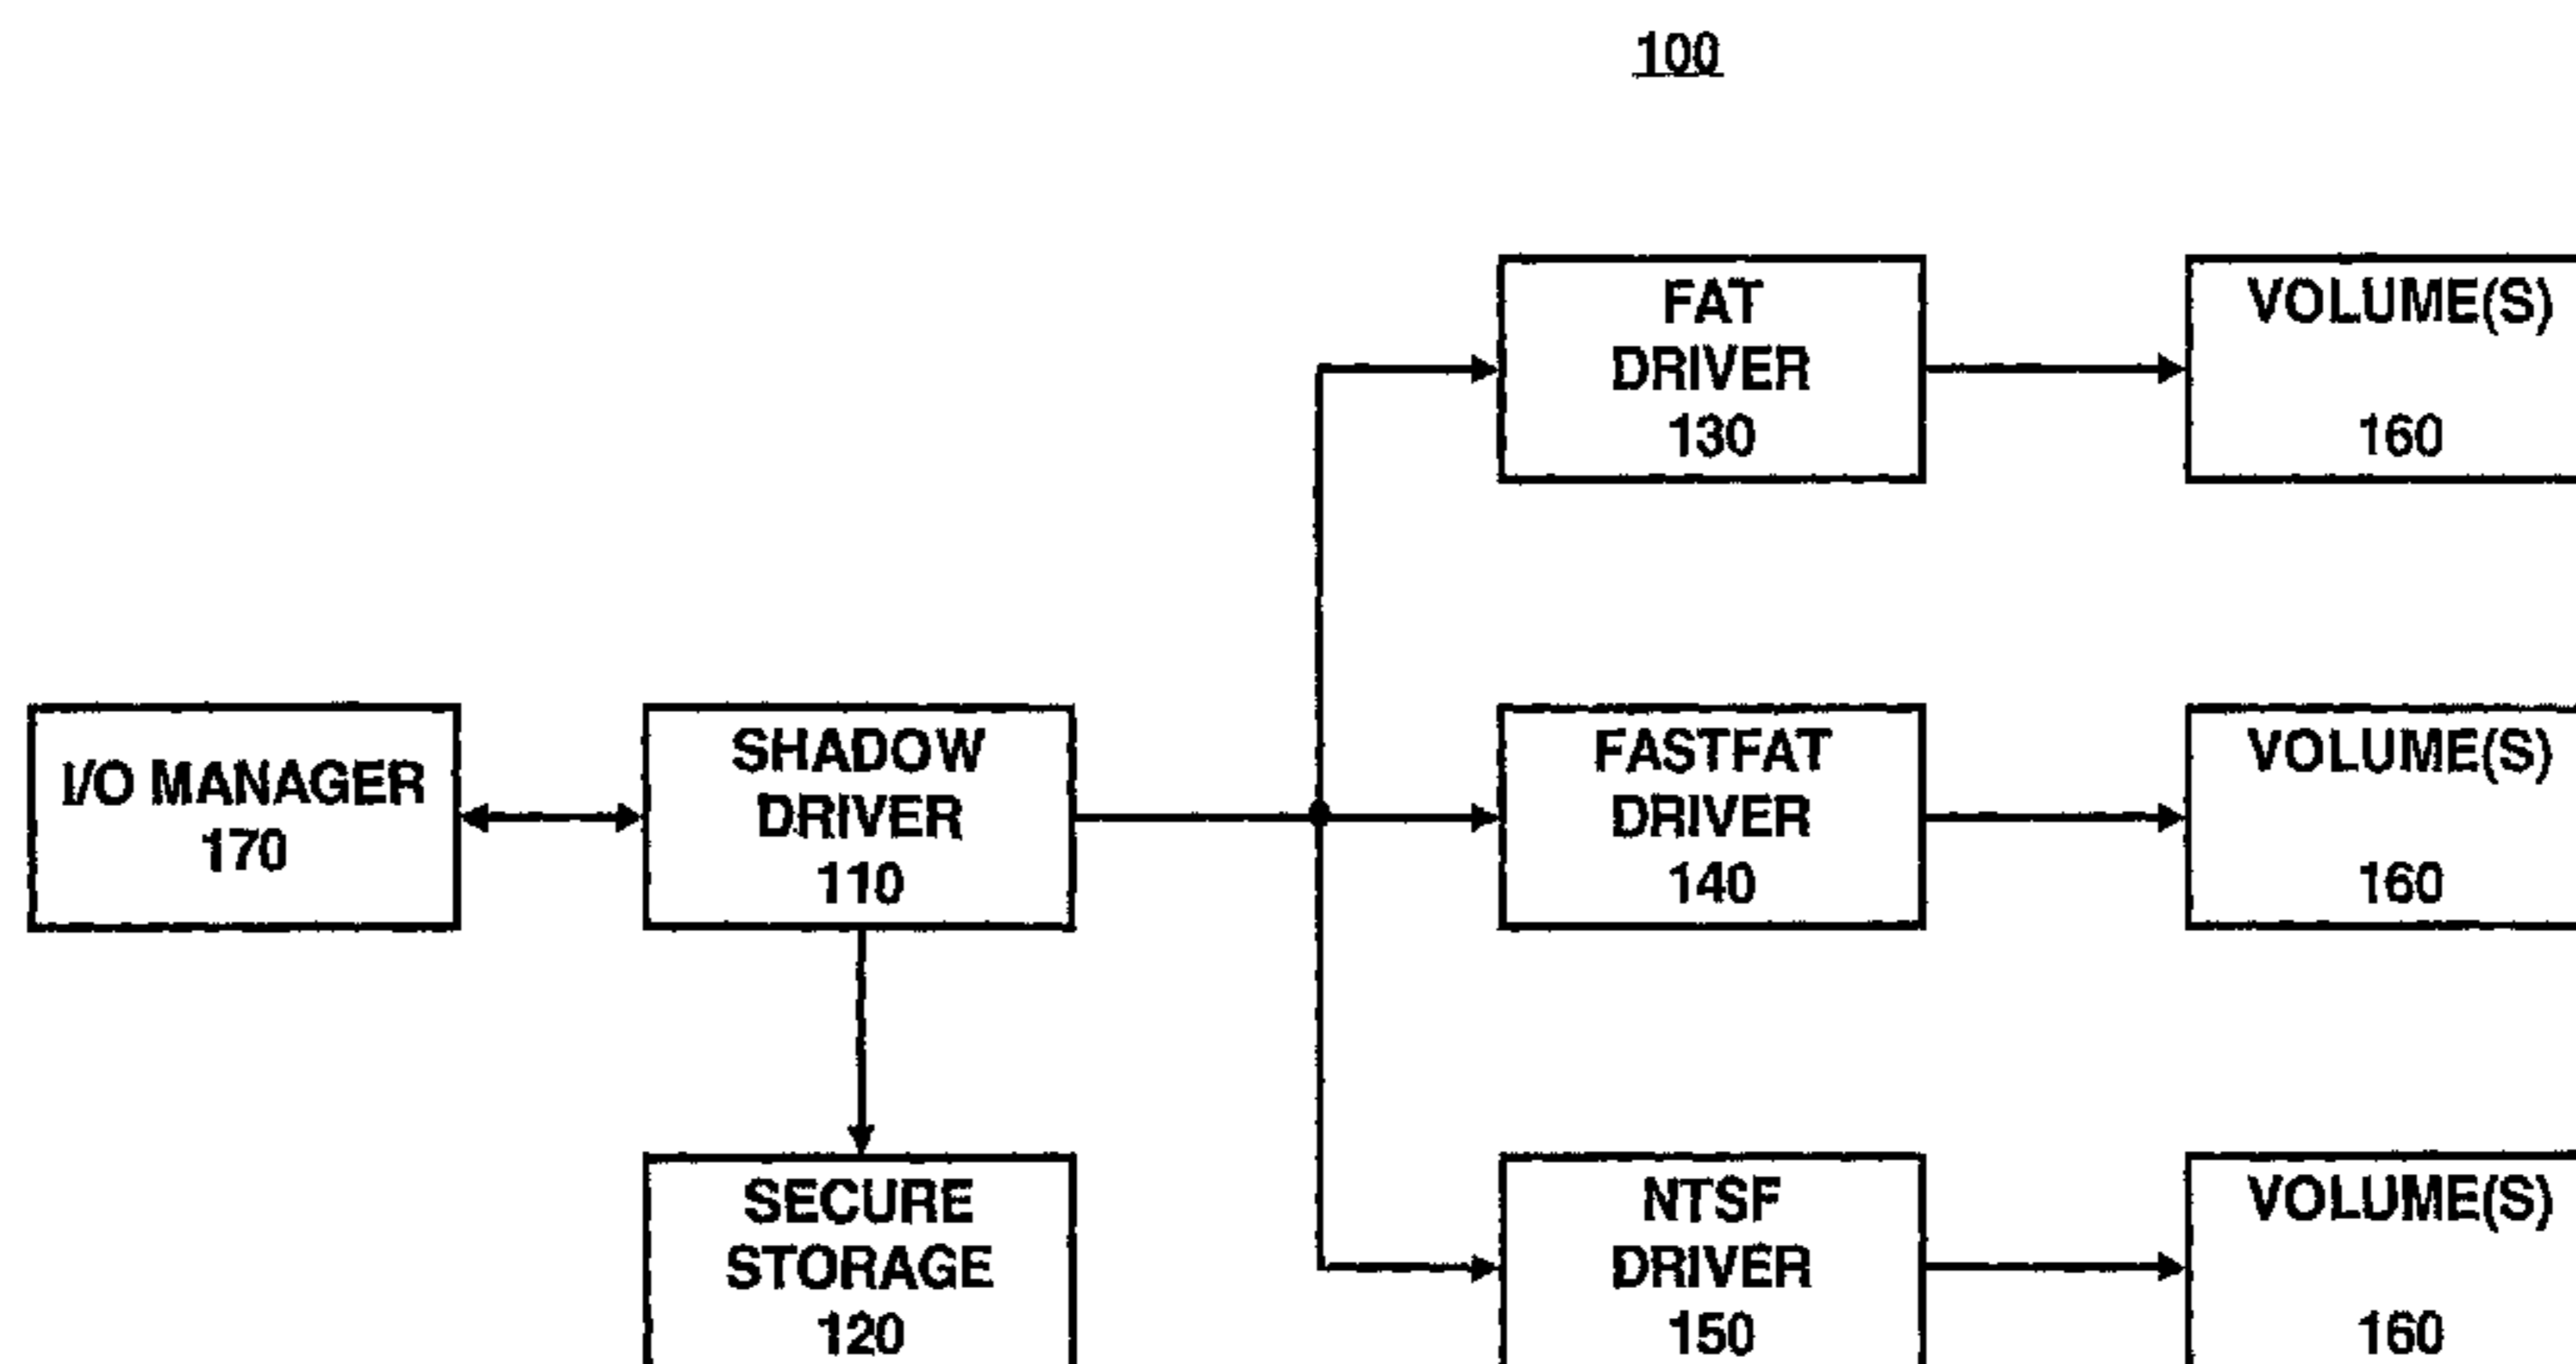 100
FAT
DRIVER
130
VOLUME(S)
160
I/O MANAGER
170
SHADOW
DRIVER
110
FASTFAT
DRIVER
140
VOLUME(S)
160
SECURE
STORAGE
120
NTSF
DRIVER
150
VOLUME(S)
160